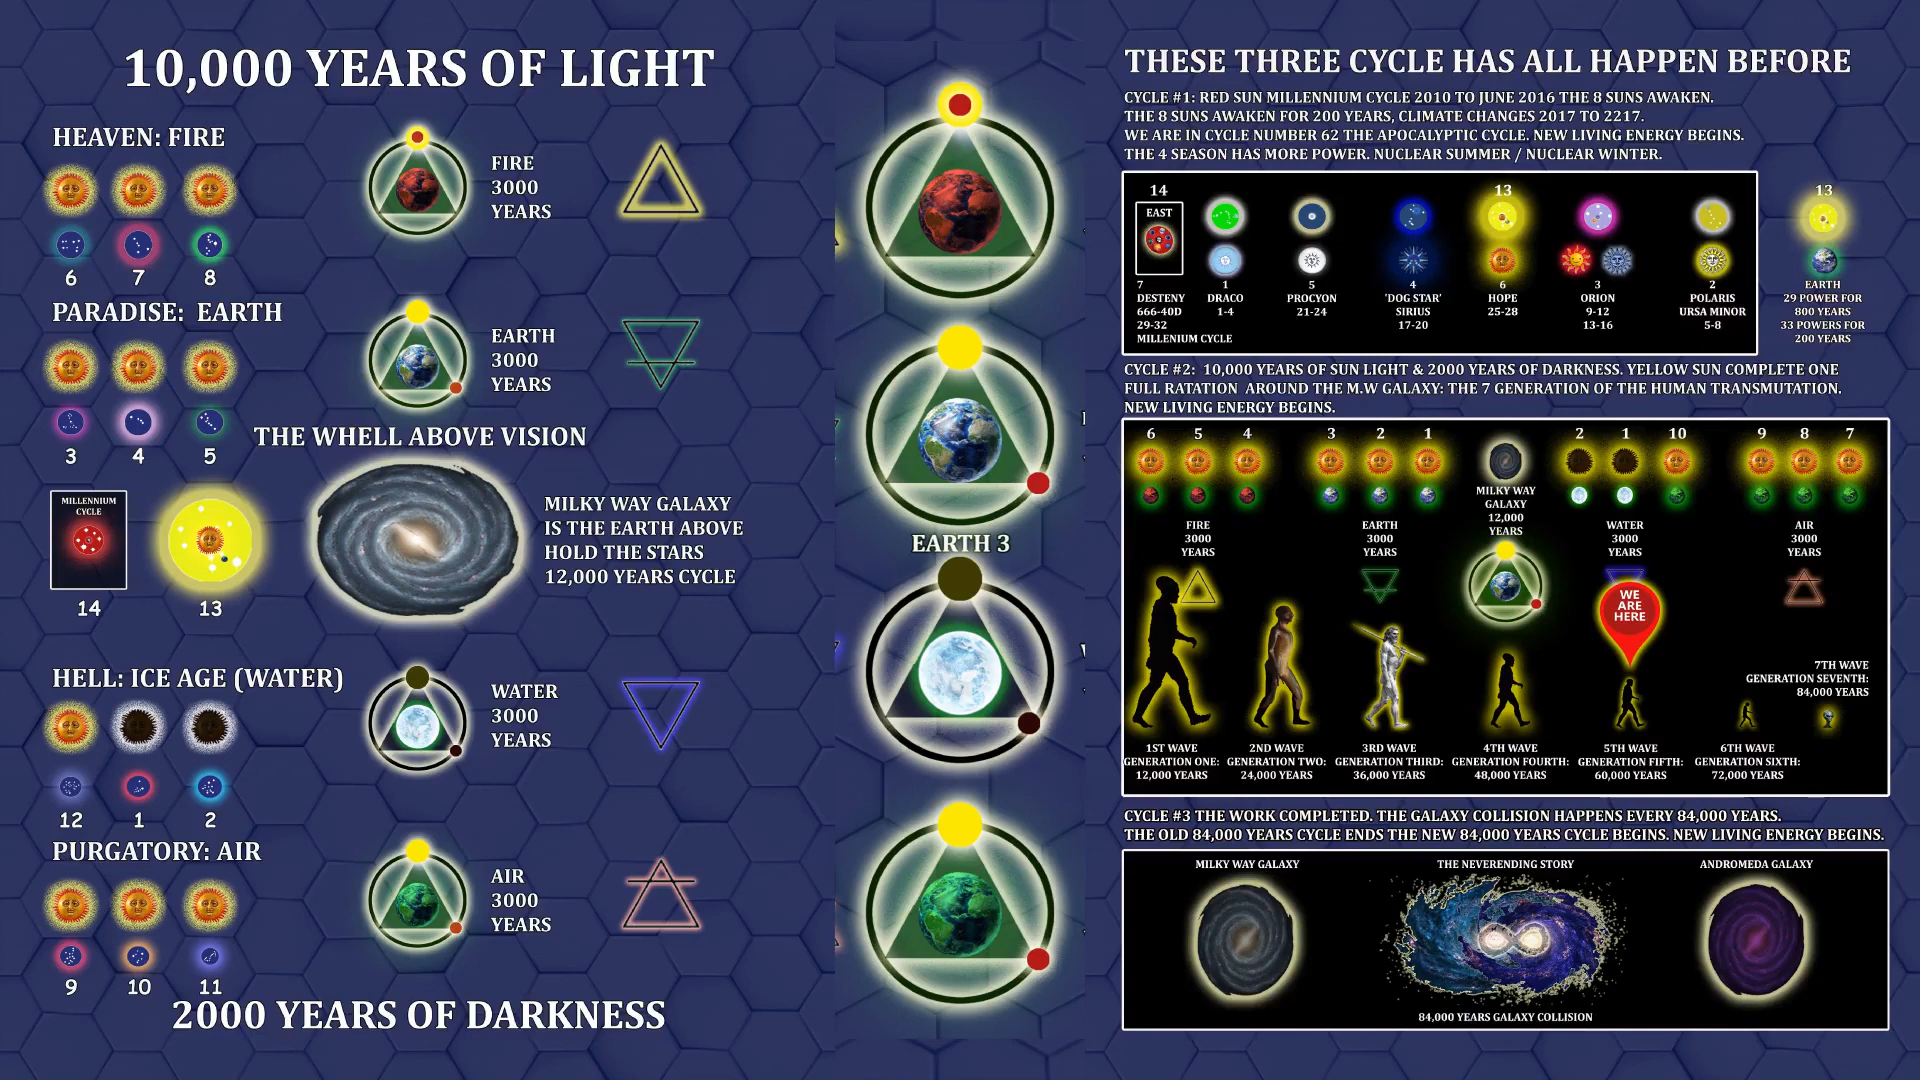 10,000 YEARS OF LIGHT
HEAVEN: FIRE
6 7 8
FIRE
3000
YEARS
PARADISE: EARTH
3 4 5
EARTH
3000
YEARS
THE WHELL ABOVE VISION
MILLENNIUM
CYCLE
14 13
MILKY WAY GALAXY
IS THE EARTH ABOVE
HOLD THE STARS
12,000 YEARS CYCLE
HELL: ICE AGE (WATER)
12 1 2
WATER
3000
YEARS
PURGATORY: AIR
9 10 11
AIR
3000
YEARS
2000 YEARS OF DARKNESS
EARTH 3
THESE THREE CYCLE HAS ALL HAPPEN BEFORE
CYCLE #1: RED SUN MILLENNIUM CYCLE 2010 TO JUNE 2016 THE 8 SUNS AWAKEN.
THE 8 SUNS AWAKEN FOR 200 YEARS, CLIMATE CHANGES 2017 TO 2217.
WE ARE IN CYCLE NUMBER 62 THE APOCALYPTIC CYCLE. NEW LIVING ENERGY BEGINS.
THE 4 SEASON HAS MORE POWER. NUCLEAR SUMMER / NUCLEAR WINTER.
14
EAST
7
DESTENY
666-40D
29-32
MILLENIUM CYCLE
1
DRACO
1-4
5
PROCYON
21-24
4
'DOG STAR'
SIRIUS
17-20
13
6
HOPE
25-28
3
ORION
9-12
13-16
2
POLARIS
URSA MINOR
5-8
13
EARTH
29 POWER FOR
800 YEARS
33 POWERS FOR
200 YEARS
CYCLE #2: 10,000 YEARS OF SUN LIGHT & 2000 YEARS OF DARKNESS. YELLOW SUN COMPLETE ONE
FULL RATATION AROUND THE M.W GALAXY: THE 7 GENERATION OF THE HUMAN TRANSMUTATION.
NEW LIVING ENERGY BEGINS.
6 5 4 3 2 1 2 1 10 9 8 7
FIRE
3000
YEARS
EARTH
3000
YEARS
MILKY WAY
GALAXY
12,000
YEARS
WATER
3000
YEARS
AIR
3000
YEARS
WE
ARE
HERE
7TH WAVE
GENERATION SEVENTH:
84,000 YEARS
1ST WAVE
GENERATION ONE:
12,000 YEARS
2ND WAVE
GENERATION TWO:
24,000 YEARS
3RD WAVE
GENERATION THIRD:
36,000 YEARS
4TH WAVE
GENERATION FOURTH:
48,000 YEARS
5TH WAVE
GENERATION FIFTH:
60,000 YEARS
6TH WAVE
GENERATION SIXTH:
72,000 YEARS
CYCLE #3 THE WORK COMPLETED. THE GALAXY COLLISION HAPPENS EVERY 84,000 YEARS.
THE OLD 84,000 YEARS CYCLE ENDS THE NEW 84,000 YEARS CYCLE BEGINS. NEW LIVING ENERGY BEGINS.
MILKY WAY GALAXY
THE NEVERENDING STORY
ANDROMEDA GALAXY
84,000 YEARS GALAXY COLLISION